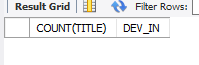 Result Grid Filter Rows:
COUNT(TITLE) DEV_IN